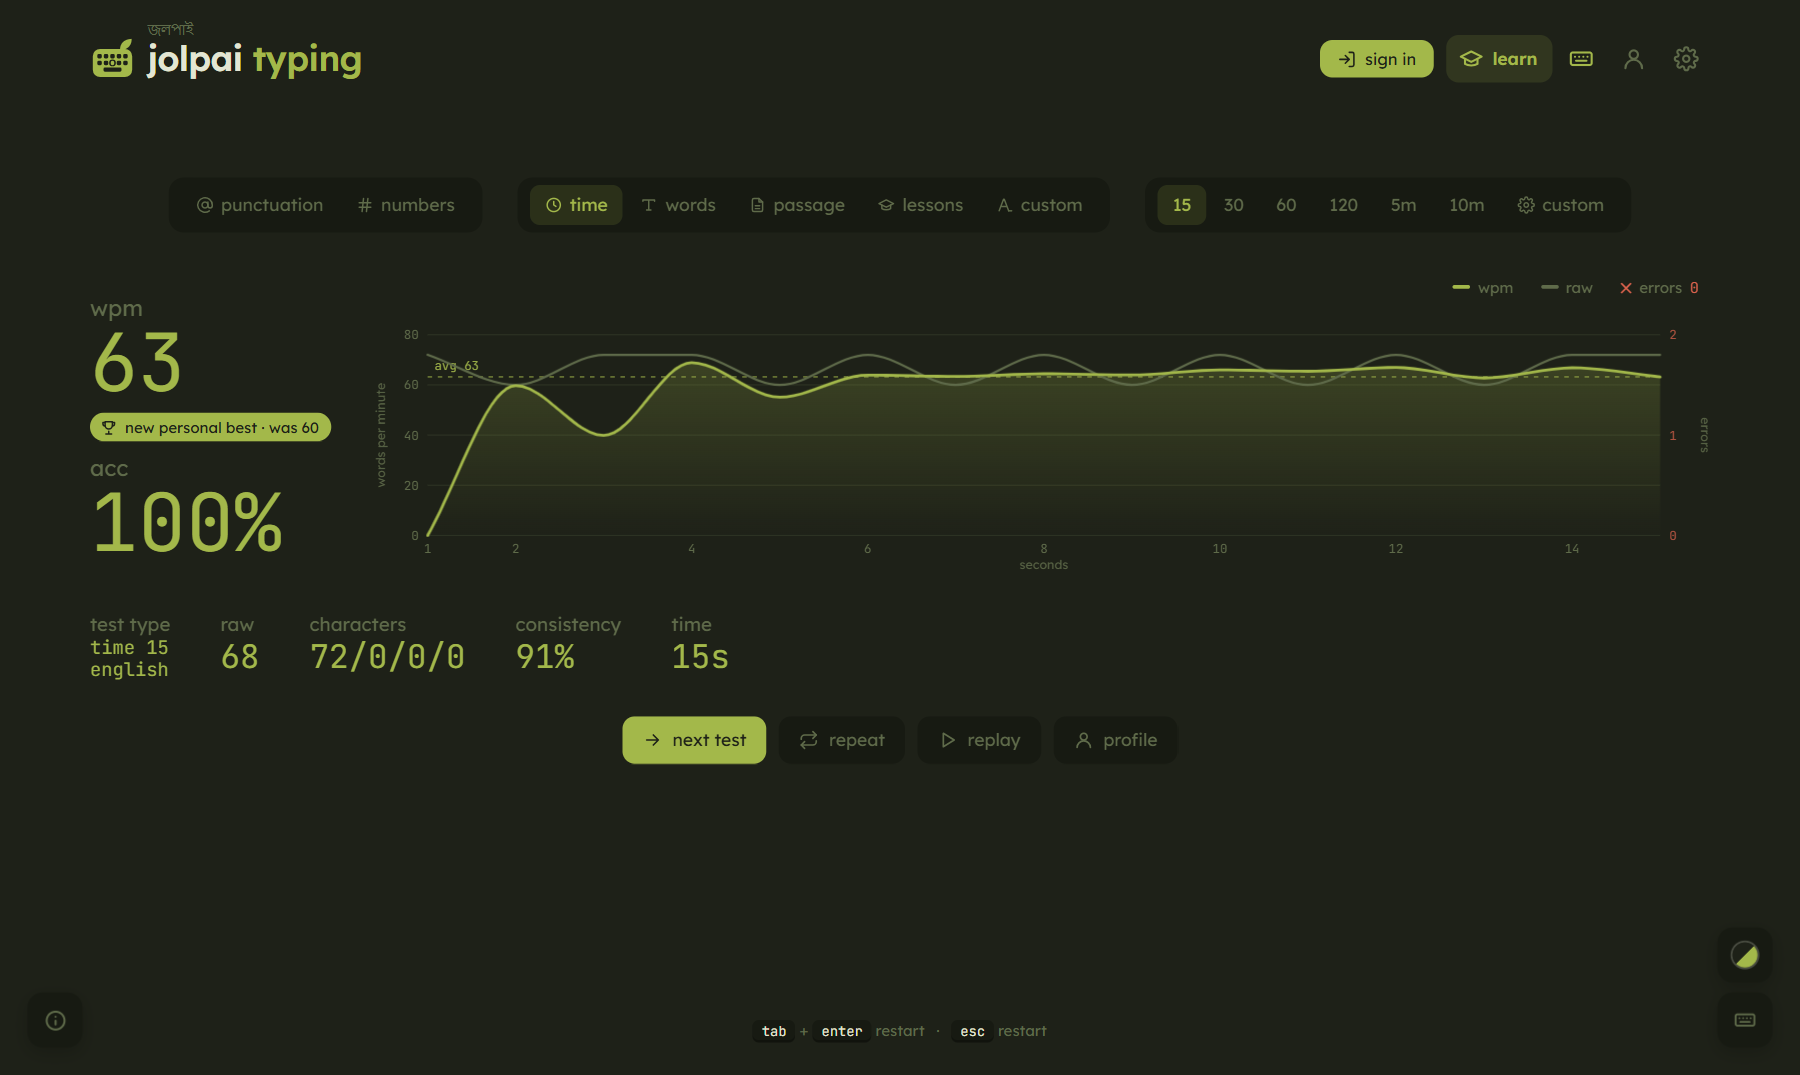 জলপাই
jolpai typing
sign in
learn
punctuation
numbers
time
words
passage
lessons
custom
15
30
60
120
5m
10m
custom
wpm
raw
errors 0
wpm
63
new personal best · was 60
acc
100%
80
60
40
20
0
words per minute
avg 63
2
1
0
errors
1
2
4
6
8
10
12
14
seconds
test type
time 15
english
raw
68
characters
72/0/0/0
consistency
91%
time
15s
next test
repeat
replay
profile
tab + enter restart · esc restart